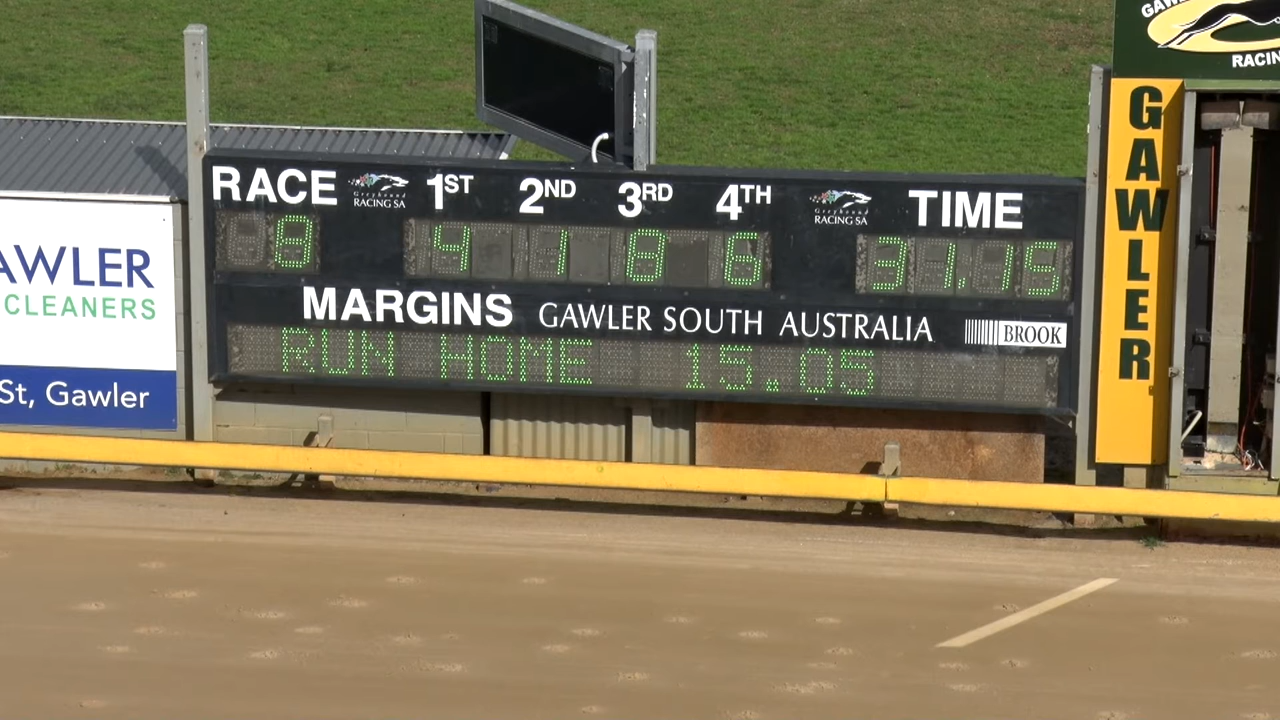 GAWL
RACIN
GAWLER
RACE 1ST 2ND 3RD 4TH TIME
Greyhound
RACING SA
Greyhound
RACING SA
8 4 1 8 6 31.15
MARGINS GAWLER SOUTH AUSTRALIA BROOK
RUN HOME 15.05
AWLER
CLEANERS
St, Gawler